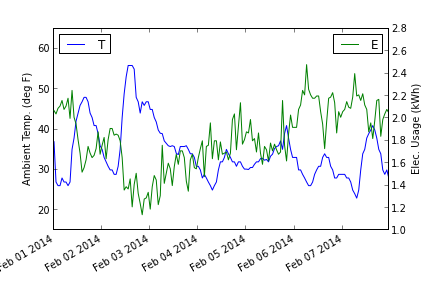 T
E
60
50
40
30
20
Ambient Temp. (deg F)
2.8
2.6
2.4
2.2
2.0
1.8
1.6
1.4
1.2
1.0
Elec. Usage (kWh)
Feb 01 2014
Feb 02 2014
Feb 03 2014
Feb 04 2014
Feb 05 2014
Feb 06 2014
Feb 07 2014